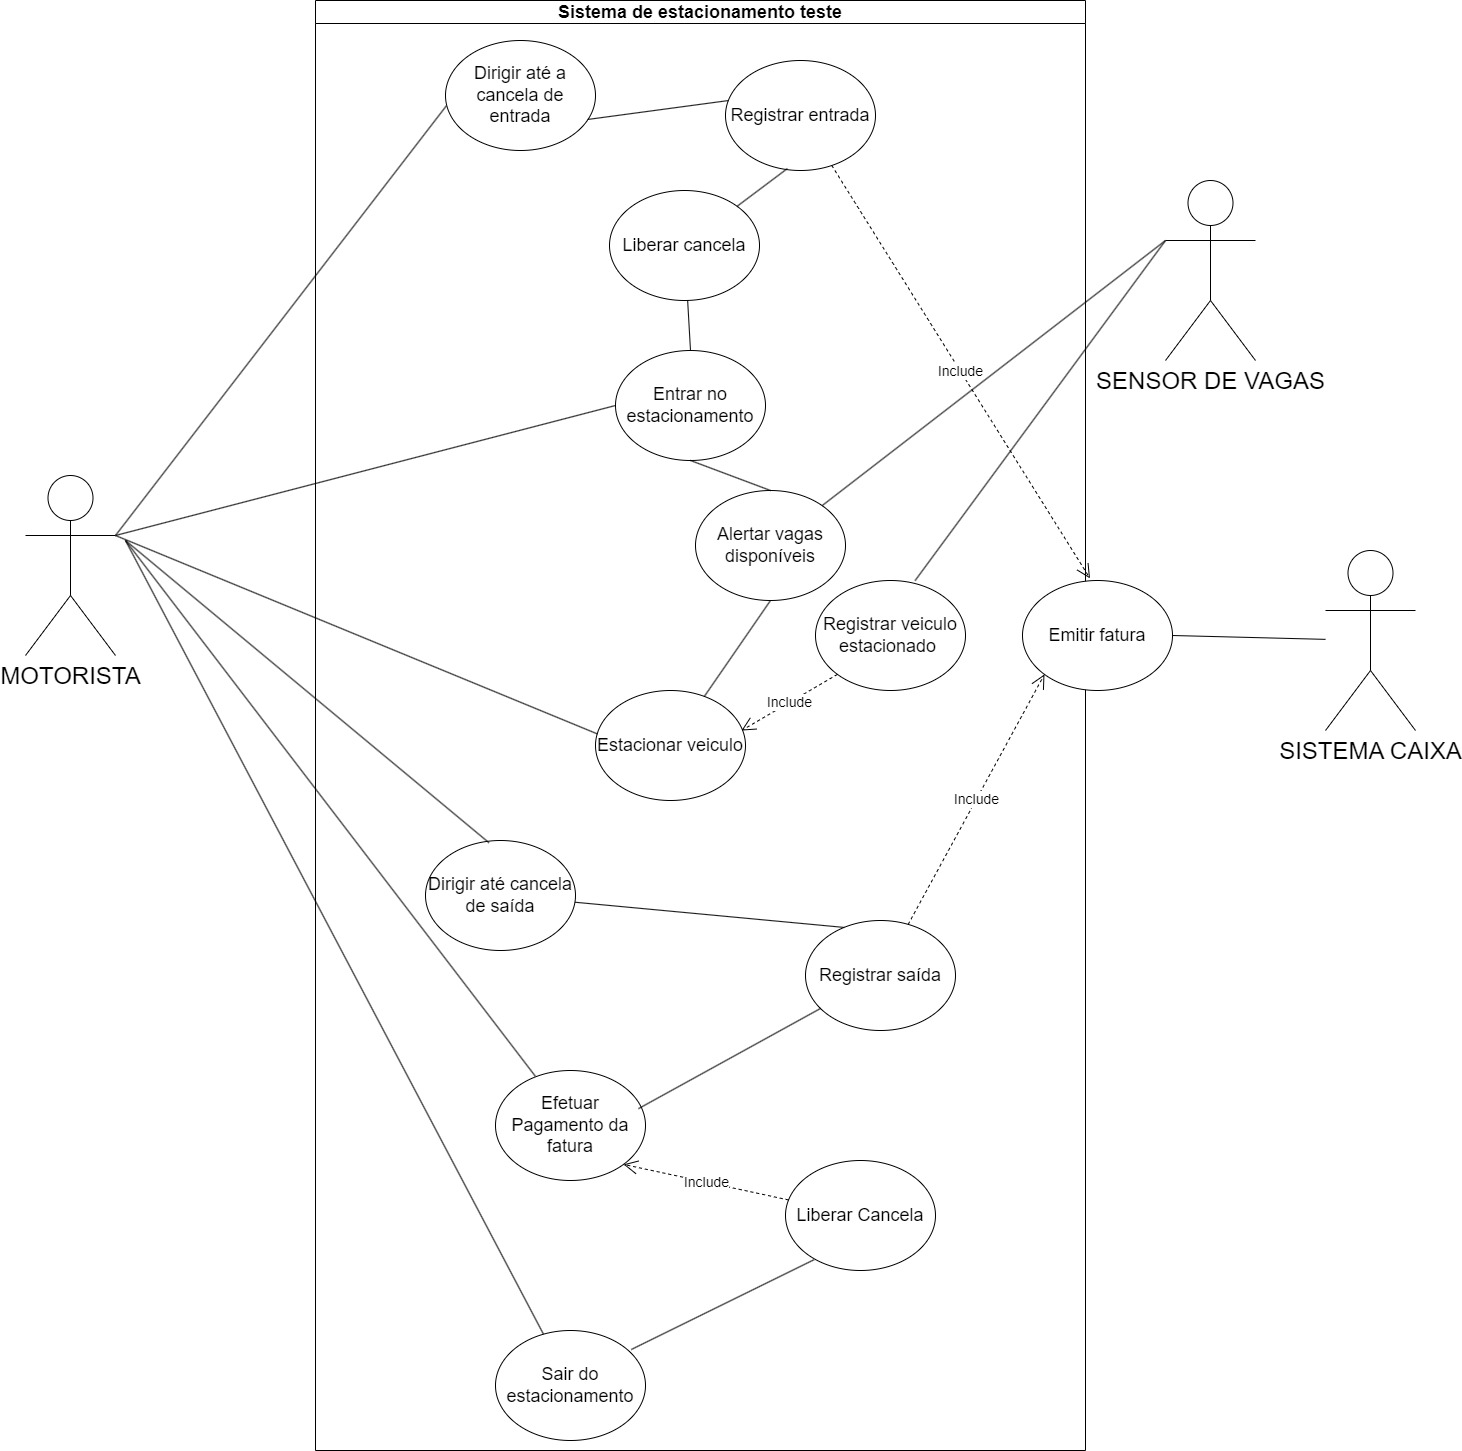 Sistema de estacionamento teste
Dirigir até a
cancela de
entrada
Registrar entrada
Liberar cancela
Include
SENSOR DE VAGAS
Entrar no
estacionamento
Alertar vagas
disponíveis
Registrar veiculo
estacionado
Emitir fatura
MOTORISTA
Include
Estacionar veiculo
SISTEMA CAIXA
Include
Dirigir até cancela
de saída
Registrar saída
Efetuar
Pagamento da
fatura
Include
Liberar Cancela
Sair do
estacionamento